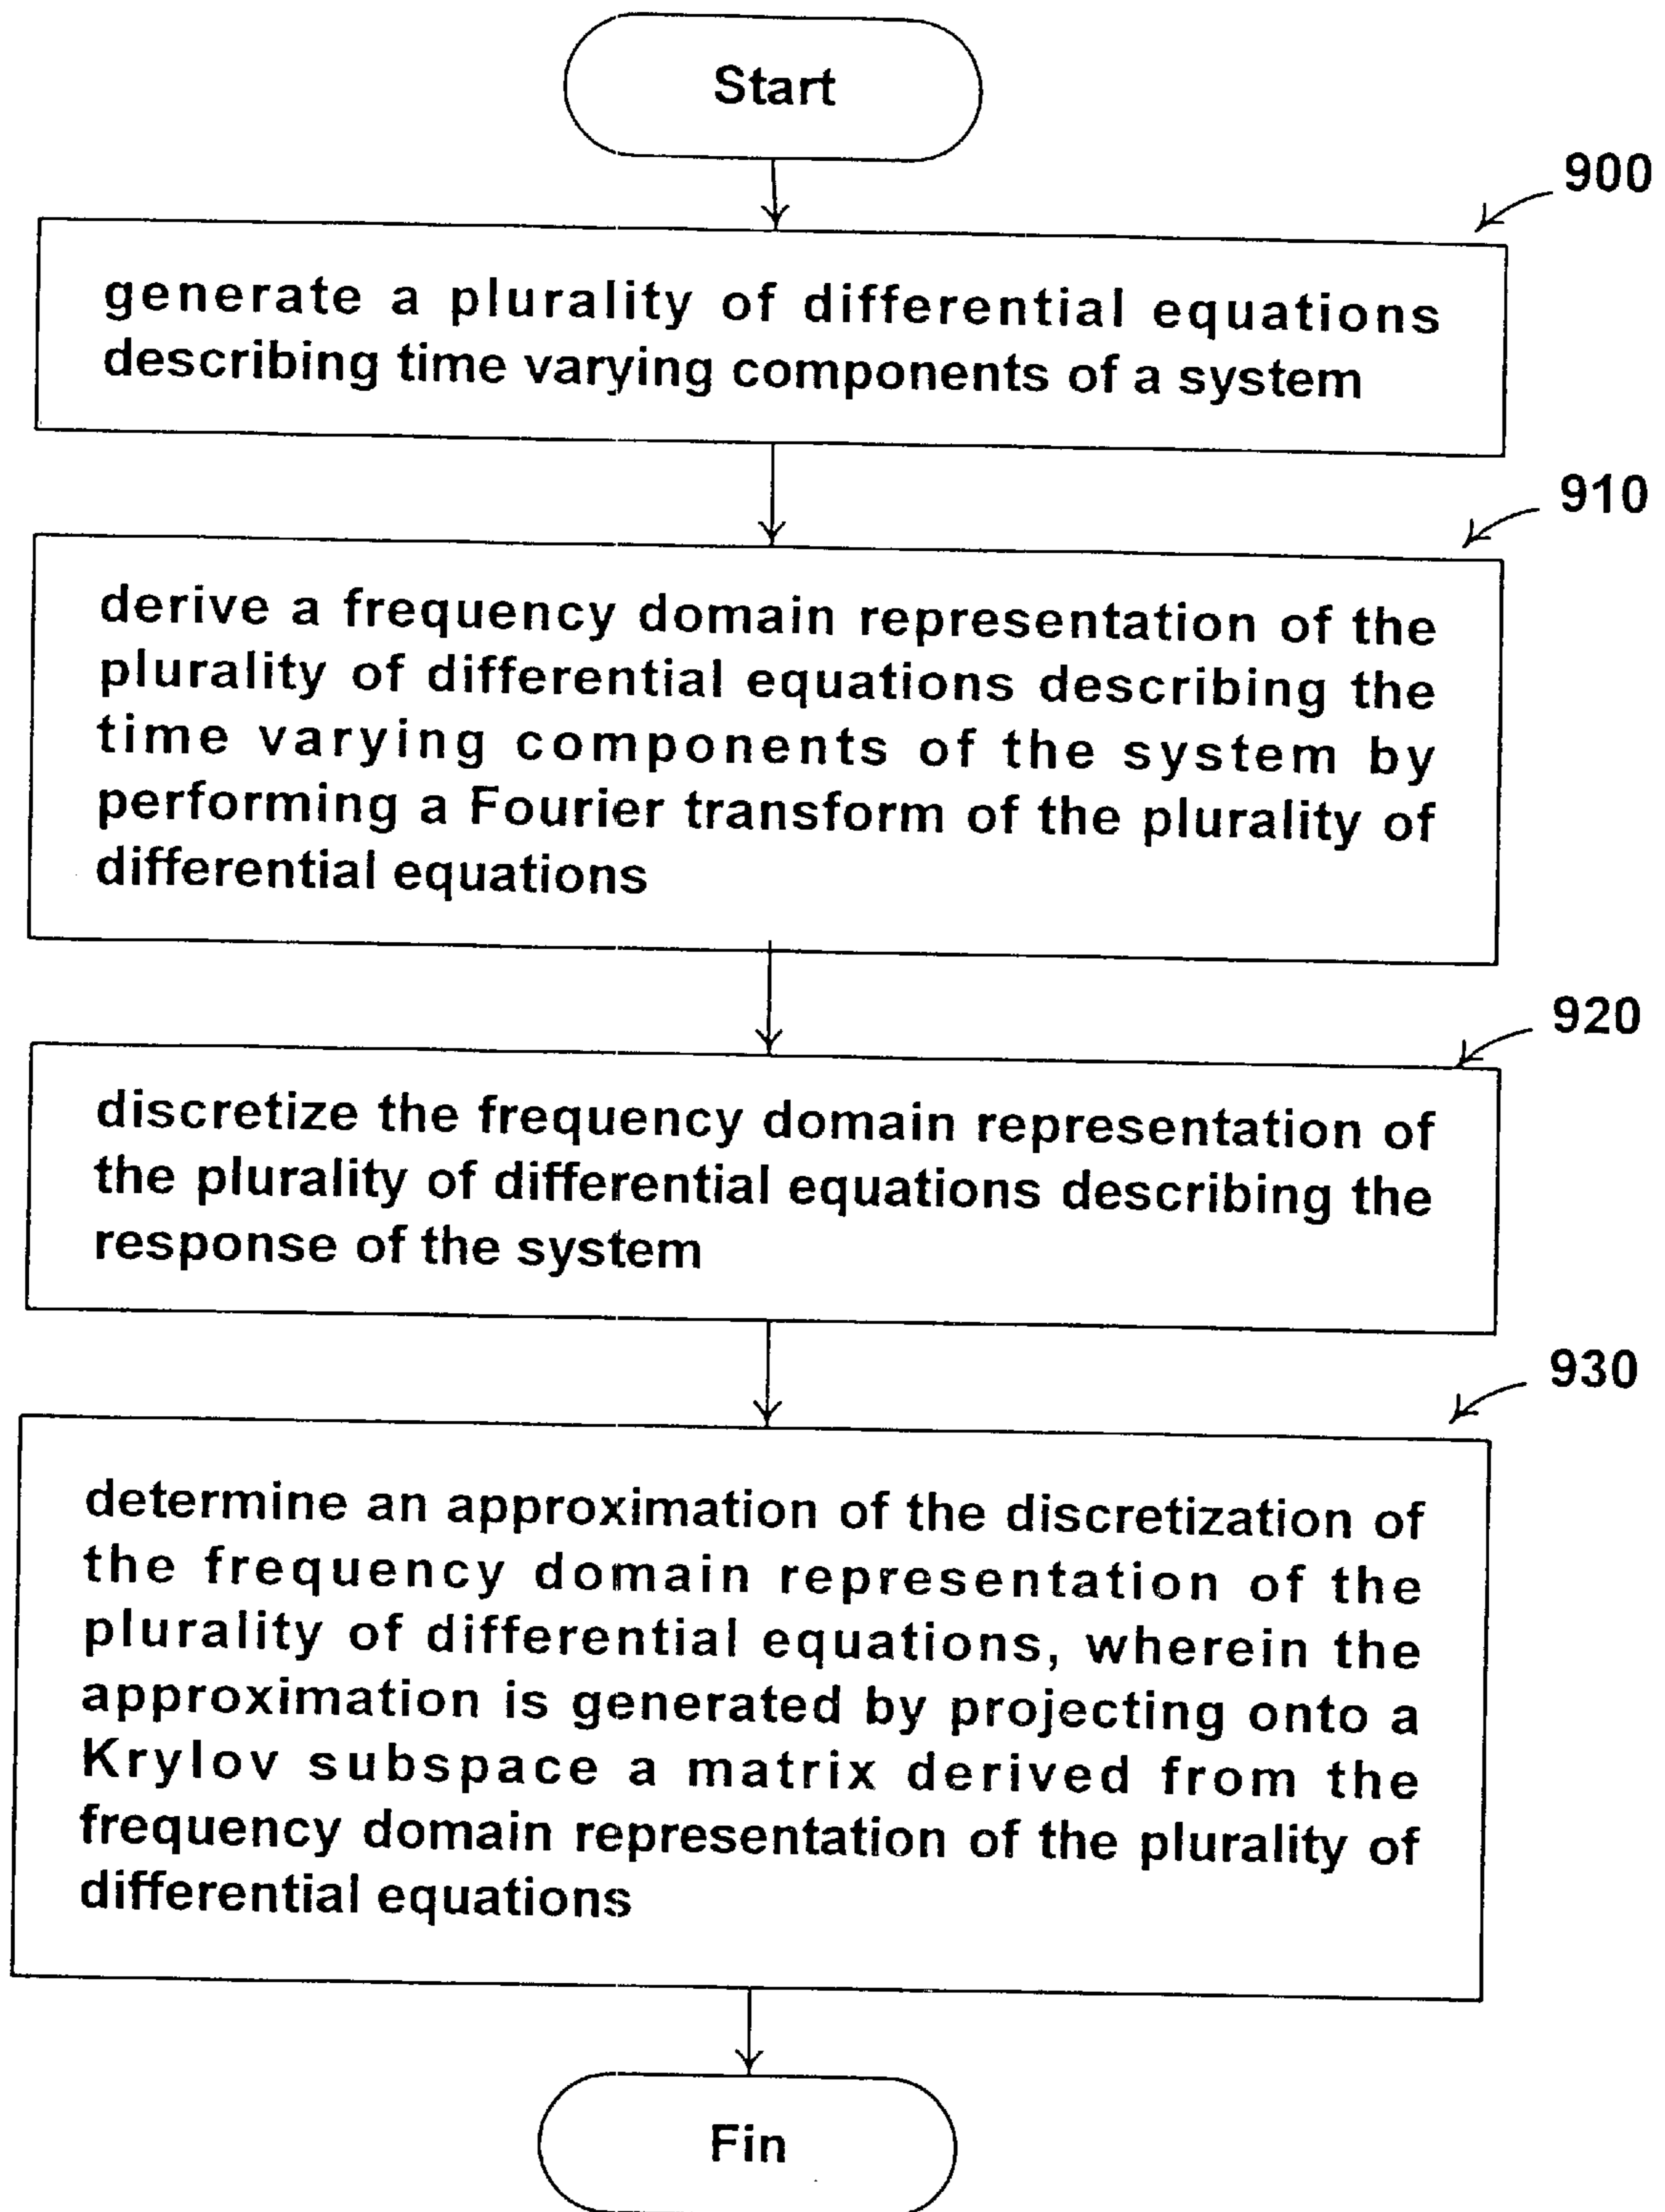 Start
900
generate a plurality of differential equations
describing time varying components of a system
910
derive a frequency domain representation of the
plurality of differential equations describing the
time varying components of the system by
performing a Fourier transform of the plurality of
differential equations
920
discretize the frequency domain representation of
the plurality of differential equations describing the
response of the system
930
determine an approximation of the discretization of
the frequency domain representation of the
plurality of differential equations, wherein the
approximation is generated by projecting onto a
Krylov subspace a matrix derived from the
frequency domain representation of the plurality of
differential equations
Fin